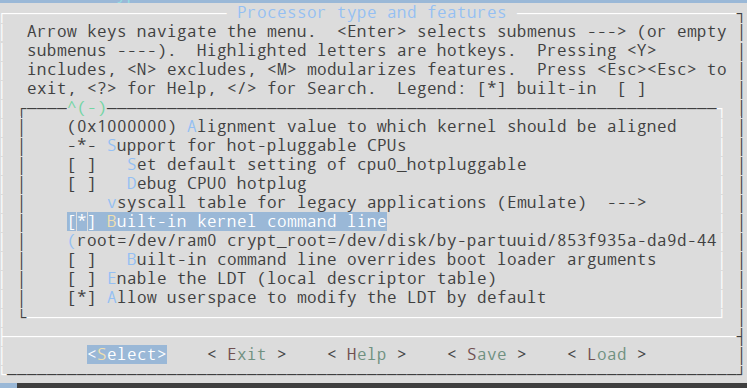 Processor type and features
Arrow keys navigate the menu.  <Enter> selects submenus ---> (or empty
submenus ----).  Highlighted letters are hotkeys.  Pressing <Y>
includes, <N> excludes, <M> modularizes features.  Press <Esc><Esc> to
exit, <?> for Help, </> for Search.  Legend: [*] built-in  [ ]
^(-)
(0x1000000) Alignment value to which kernel should be aligned
-*- Support for hot-pluggable CPUs
[ ]   Set default setting of cpu0_hotpluggable
[ ]   Debug CPU0 hotplug
vsyscall table for legacy applications (Emulate)  --->
[*] Built-in kernel command line
(root=/dev/ram0 crypt_root=/dev/disk/by-partuuid/853f935a-da9d-44
[ ]   Built-in command line overrides boot loader arguments
[ ] Enable the LDT (local descriptor table)
[*] Allow userspace to modify the LDT by default
<Select>    < Exit >    < Help >    < Save >    < Load >